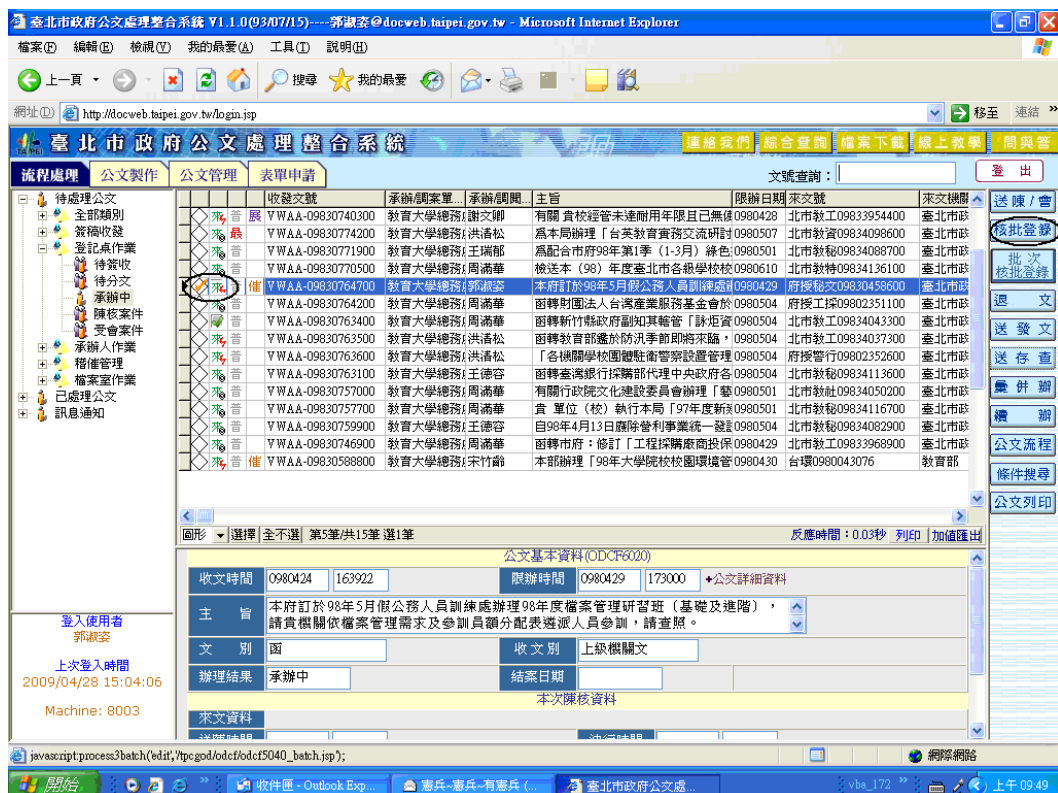 臺北市政府公文處理整合系統 V1.1.0(93/07/15)----郭淑姿@docweb.taipei.gov.tw - Microsoft Internet Explorer
檔案(F) 編輯(E) 檢視(V) 我的最愛(A) 工具(T) 說明(H)
上一頁 搜尋 我的最愛
網址(D) http://docweb.taipei.gov.tw/login.jsp 移至 連結 »
臺北市政府公文處理整合系統 連絡我們 綜合查詢 檔案下載 線上教學 問與答
流程處理 公文製作 公文管理 表單申請 文號查詢： 登 出
待處理公文
全部類別
簽稿收發
登記桌作業
待簽收
待分文
承辦中
陳核案件
受會案件
承辦人作業
稽催管理
檔案室作業
已處理公文
訊息通知
收發文號 承辦/調案單... 承辦/調閱... 主旨 限辦日期 來文號 來文機關
來 普 展 VWAA-09830740300 教育大學總務 謝文卿 有關 貴校經管未達耐用年限且已無 0980428 北市教工09833954400 臺北市政
來 最 VWAA-09830774200 教育大學總務 洪湆松 為本局辦理「台英教育實務交流研討 0980507 北市教資09834098600 臺北市政
來 普 VWAA-09830771900 教育大學總務 王瑞郁 為配合市府98年第1季（1-3月）綠色 0980501 北市教秘09834088700 臺北市政
來 普 VWAA-09830770500 教育大學總務 周滿華 檢送本（98）年度臺北市各級學校校 0980610 北市教特09834136100 臺北市政
來 催 VWAA-09830764700 教育大學總務 郭淑姿 本府訂於98年5月假公務人員訓練處辦 0980429 府授秘文09830458600 臺北市政
來 普 VWAA-09830764200 教育大學總務 周滿華 函轉財團法人台灣產業服務基金會於 0980504 府授工採09802351100 臺北市政
普 VWAA-09830763400 教育大學總務 周滿華 函轉新竹縣政府副知其轄管「詠炬資 0980504 北市教工09834043300 臺北市政
來 普 VWAA-09830763500 教育大學總務 洪湆松 函轉教育部鑑於防汛季節即將來臨， 0980504 北市教工09834037300 臺北市政
來 普 VWAA-09830763600 教育大學總務 洪湆松 「各機關學校團體駐衛警察設置管理 0980504 府授警行09802352600 臺北市政
來 普 VWAA-09830763100 教育大學總務 王德容 函轉臺灣銀行採購部代理中央政府各 0980504 北市教秘09834113600 臺北市政
來 普 VWAA-09830757000 教育大學總務 周滿華 有關行政院文化建設委員會辦理「藝 0980501 北市教社09834050200 臺北市政
來 普 VWAA-09830757700 教育大學總務 周滿華 貴 單位（校）執行本局「97年度新 0980501 北市教秘09834116700 臺北市政
來 普 VWAA-09830759900 教育大學總務 王德容 自98年4月13日廢除營利事業統一發 0980504 北市教秘09834082900 臺北市政
來 普 VWAA-09830746900 教育大學總務 周滿華 函轉市府：修訂「工程採購廠商投保 0980429 北市教工09833968900 臺北市政
來 普 催 VWAA-09830588800 教育大學總務 宋竹齡 本部辦理「98年大學院校校園環境管 0980430 台環0980043076 教育部
送陳/會
核批登錄
批 次
核批登錄
退 文
送 發 文
送 存 查
彙 併 辦
續 辦
公文流程
條件搜尋
公文列印
圖形 選擇 全不選 第5筆/共15筆 選1筆 反應時間：0.03秒 列印 加值匯出
公文基本資料(ODCF6020)
收文時間 0980424 163922 限辦時間 0980429 173000 +公文詳細資料
主 旨 本府訂於98年5月假公務人員訓練處辦理98年度檔案管理研習班（基礎及進階），
請貴機關依檔案管理需求及參訓員額分配表遴派人員參訓，請查照。
文 別 函 收文別 上級機關文
辦理結果 承辦中 結案日期
本次陳核資料
來文資料
登入使用者
郭淑姿
上次登入時間
2009/04/28 15:04:06
Machine: 8003
javascript:process3batch('edit','/tpcgod/odcf/odcf5040_batch.jsp'); 網際網路
開始 收件匣 - Outlook Exp... 憲兵~憲兵~有憲兵 (... 臺北市政府公文處... vba_172 » 上午 09:49